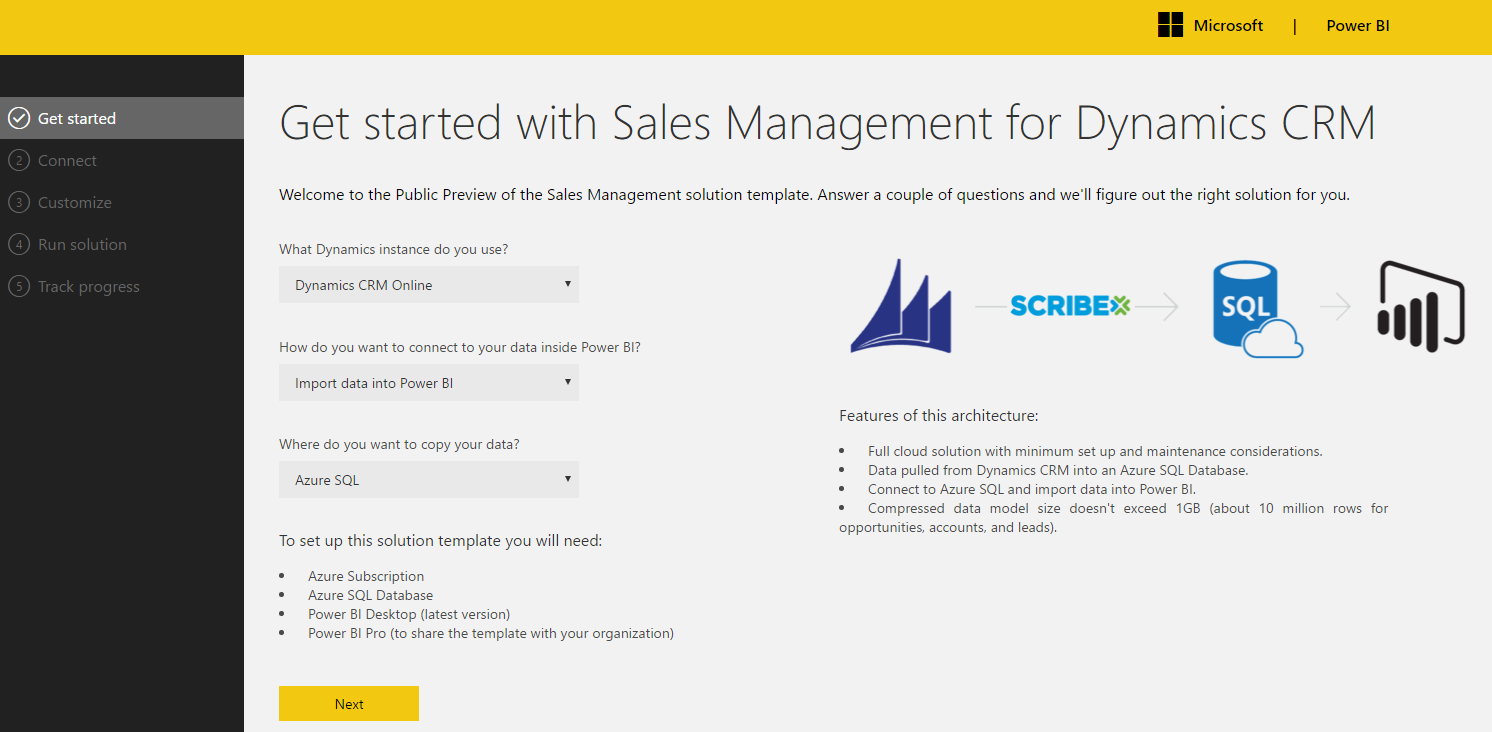 Microsoft | Power BI
Get started
2 Connect
3 Customize
4 Run solution
5 Track progress
Get started with Sales Management for Dynamics CRM
Welcome to the Public Preview of the Sales Management solution template. Answer a couple of questions and we'll figure out the right solution for you.
What Dynamics instance do you use?
Dynamics CRM Online
How do you want to connect to your data inside Power BI?
Import data into Power BI
Where do you want to copy your data?
Azure SQL
To set up this solution template you will need:
• Azure Subscription
• Azure SQL Database
• Power BI Desktop (latest version)
• Power BI Pro (to share the template with your organization)
Next
SCRIBE
SQL
Features of this architecture:
• Full cloud solution with minimum set up and maintenance considerations.
• Data pulled from Dynamics CRM into an Azure SQL Database.
• Connect to Azure SQL and import data into Power BI.
• Compressed data model size doesn't exceed 1GB (about 10 million rows for
opportunities, accounts, and leads).